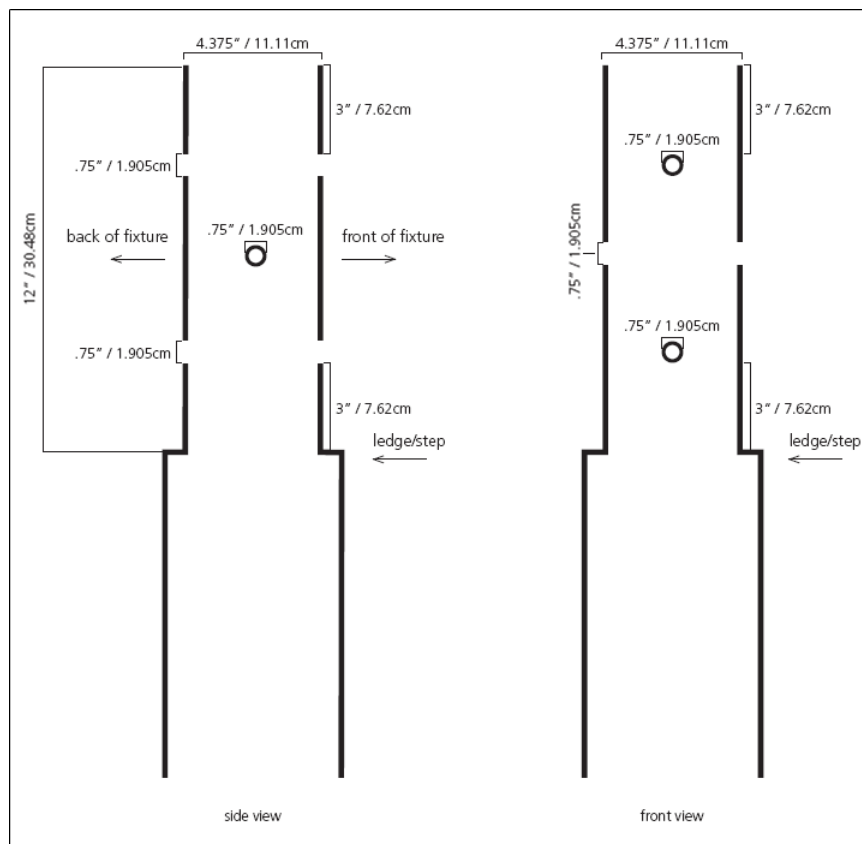 4.375” / 11.11cm
3” / 7.62cm
.75” / 1.905cm
12” / 30.48cm
back of fixture
.75” / 1.905cm
front of fixture
.75” / 1.905cm
3” / 7.62cm
ledge/step
side view
4.375” / 11.11cm
3” / 7.62cm
.75” / 1.905cm
.75” / 1.905cm
.75” / 1.905cm
3” / 7.62cm
ledge/step
front view